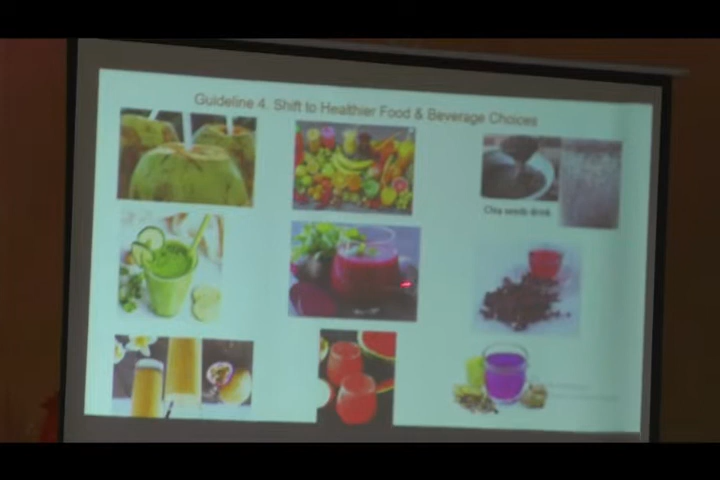 Guideline 4. Shift to Healthier Food & Beverage Choices
Chia seeds drink